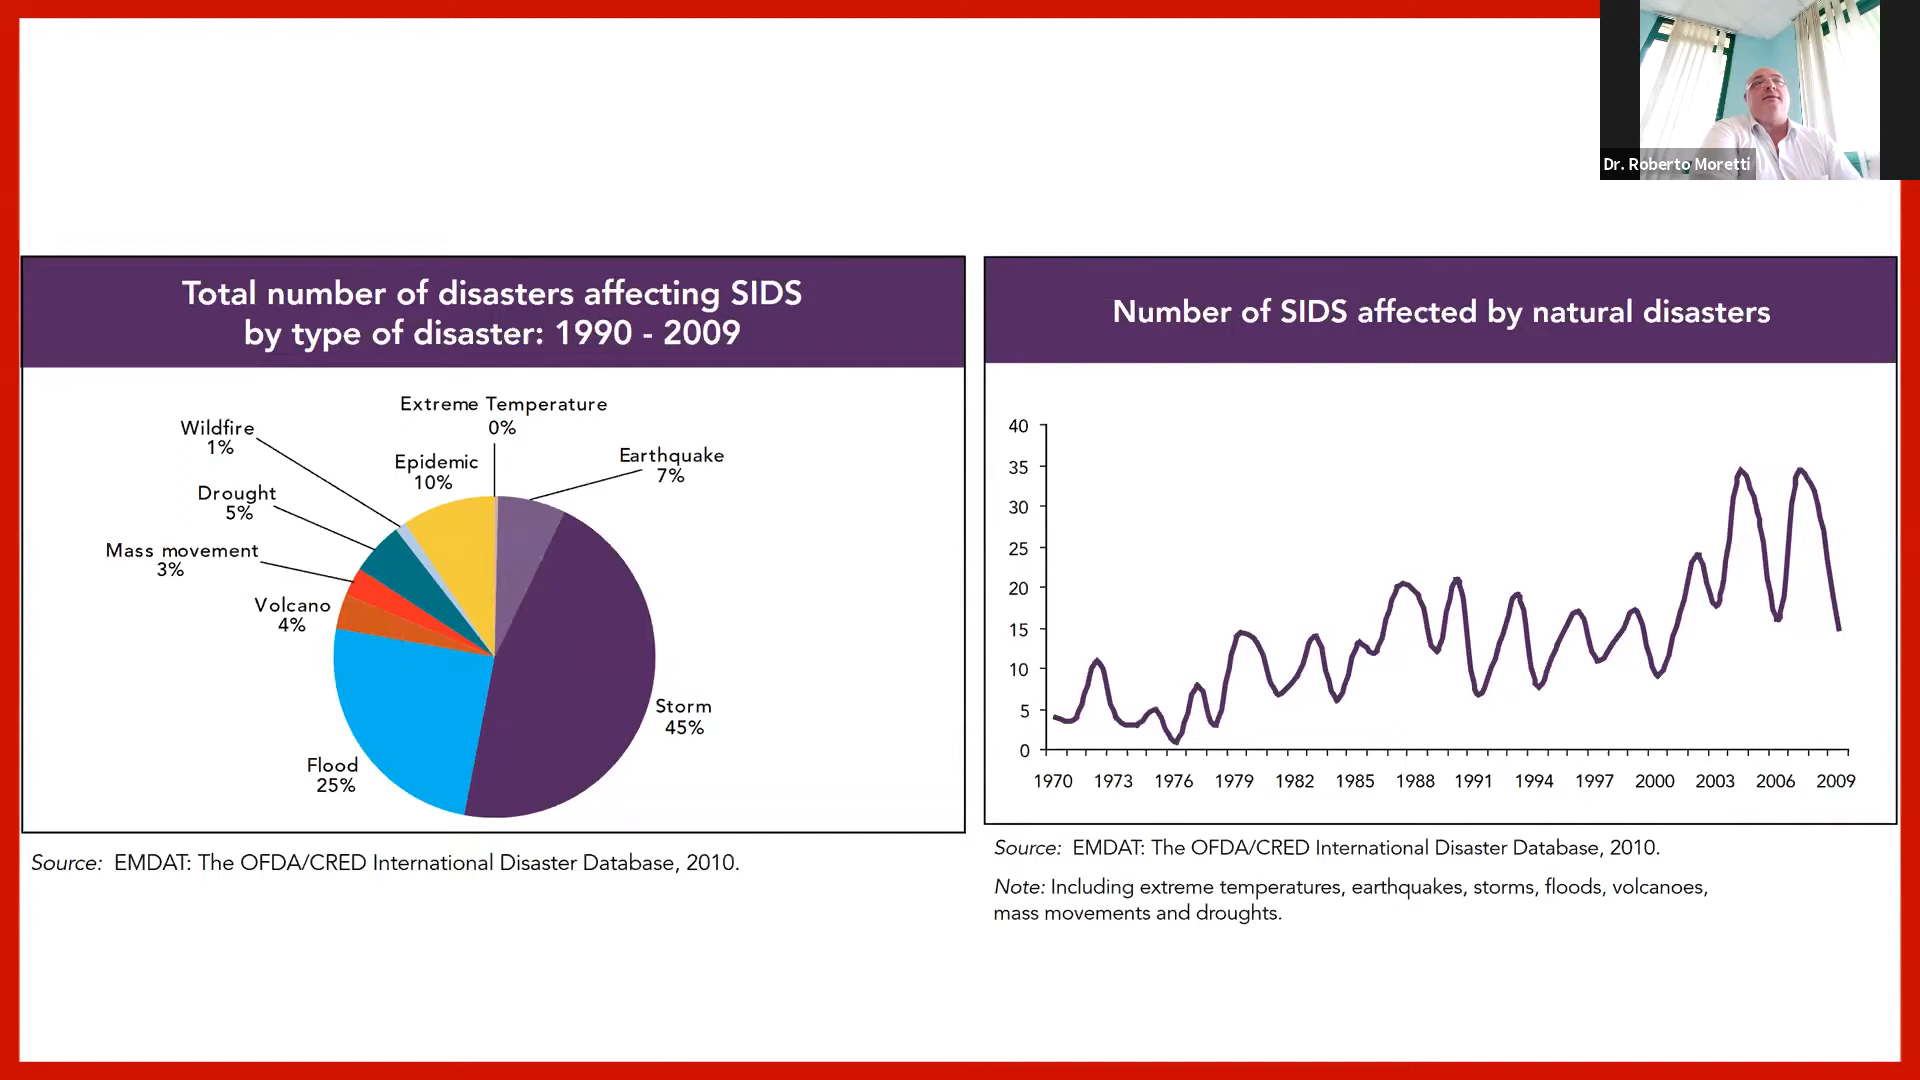 Dr. Roberto Moretti
Total number of disasters affecting SIDS
by type of disaster: 1990 - 2009
Extreme Temperature
0%
Wildfire
1%
Epidemic
10%
Earthquake
7%
Drought
5%
Mass movement
3%
Volcano
4%
Storm
45%
Flood
25%
Source: EMDAT: The OFDA/CRED International Disaster Database, 2010.
Number of SIDS affected by natural disasters
40
35
30
25
20
15
10
5
0
1970 1973 1976 1979 1982 1985 1988 1991 1994 1997 2000 2003 2006 2009
Source: EMDAT: The OFDA/CRED International Disaster Database, 2010.
Note: Including extreme temperatures, earthquakes, storms, floods, volcanoes,
mass movements and droughts.